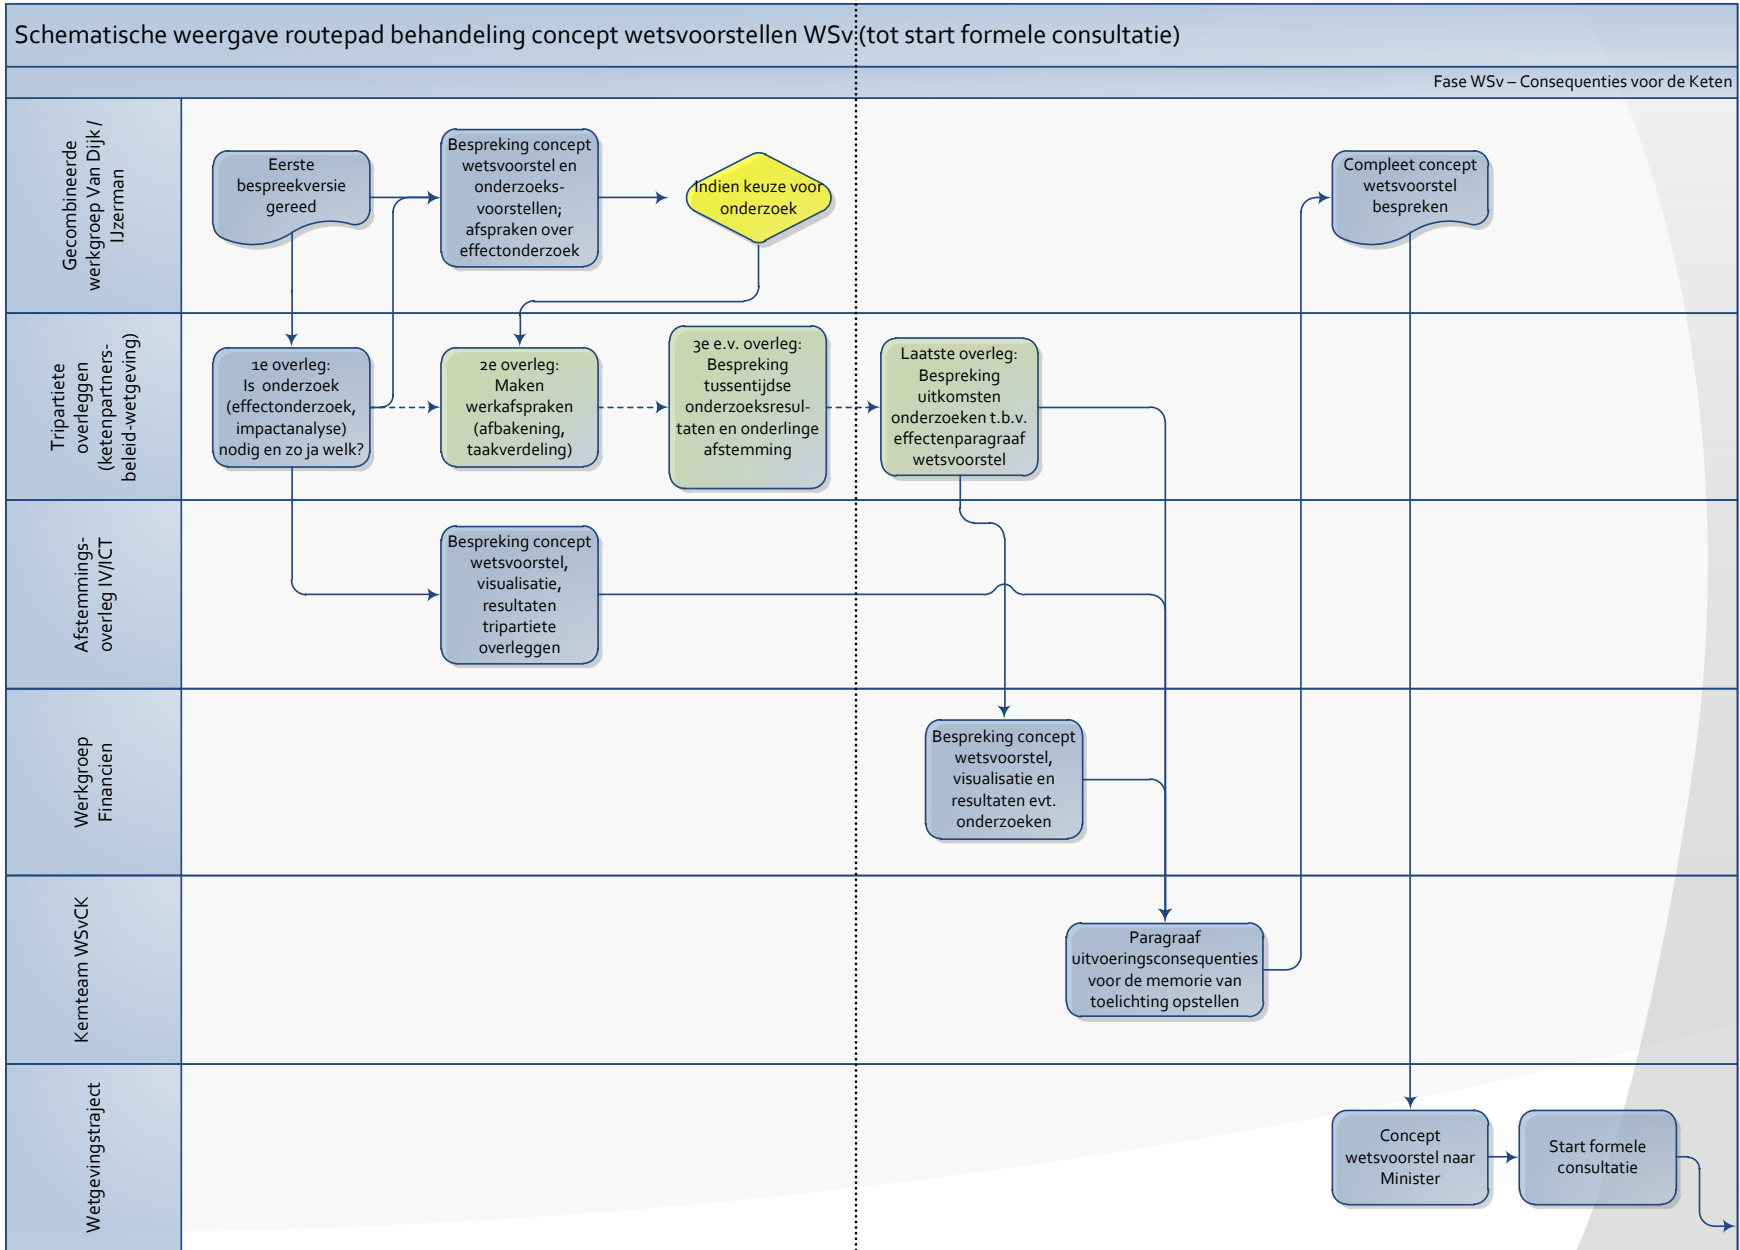 Schematische weergave routepad behandeling concept wetsvoorstellen WSv (tot start formele consultatie)
Fase WSv – Consequenties voor de Keten
Gecombineerde
werkgroep Van Dijk /
IJzerman
Eerste
bespreekversie
gereed
Bespreking concept
wetsvoorstel en
onderzoeks-
voorstellen;
afspraken over
effectonderzoek
Indien keuze voor
onderzoek
Compleet concept
wetsvoorstel
bespreken
Tripartiete
overleggen
(ketenpartners-
beleid-wetgeving)
1e overleg:
Is onderzoek
(effectonderzoek,
impactanalyse)
nodig en zo ja welk?
2e overleg:
Maken
werkafspraken
(afbakening,
taakverdeling)
3e e.v. overleg:
Bespreking
tussentijdse
onderzoeksresul-
taten en onderlinge
afstemming
Laatste overleg:
Bespreking
uitkomsten
onderzoeken t.b.v.
effectenparagraaf
wetsvoorstel
Afstemmings-
overleg IV/ICT
Bespreking concept
wetsvoorstel,
visualisatie,
resultaten
tripartiete
overleggen
Werkgroep
Financien
Bespreking concept
wetsvoorstel,
visualisatie en
resultaten evt.
onderzoeken
Kernteam WSvCK
Paragraaf
uitvoeringsconsequenties
voor de memorie van
toelichting opstellen
Wetgevingstraject
Concept
wetsvoorstel naar
Minister
Start formele
consultatie